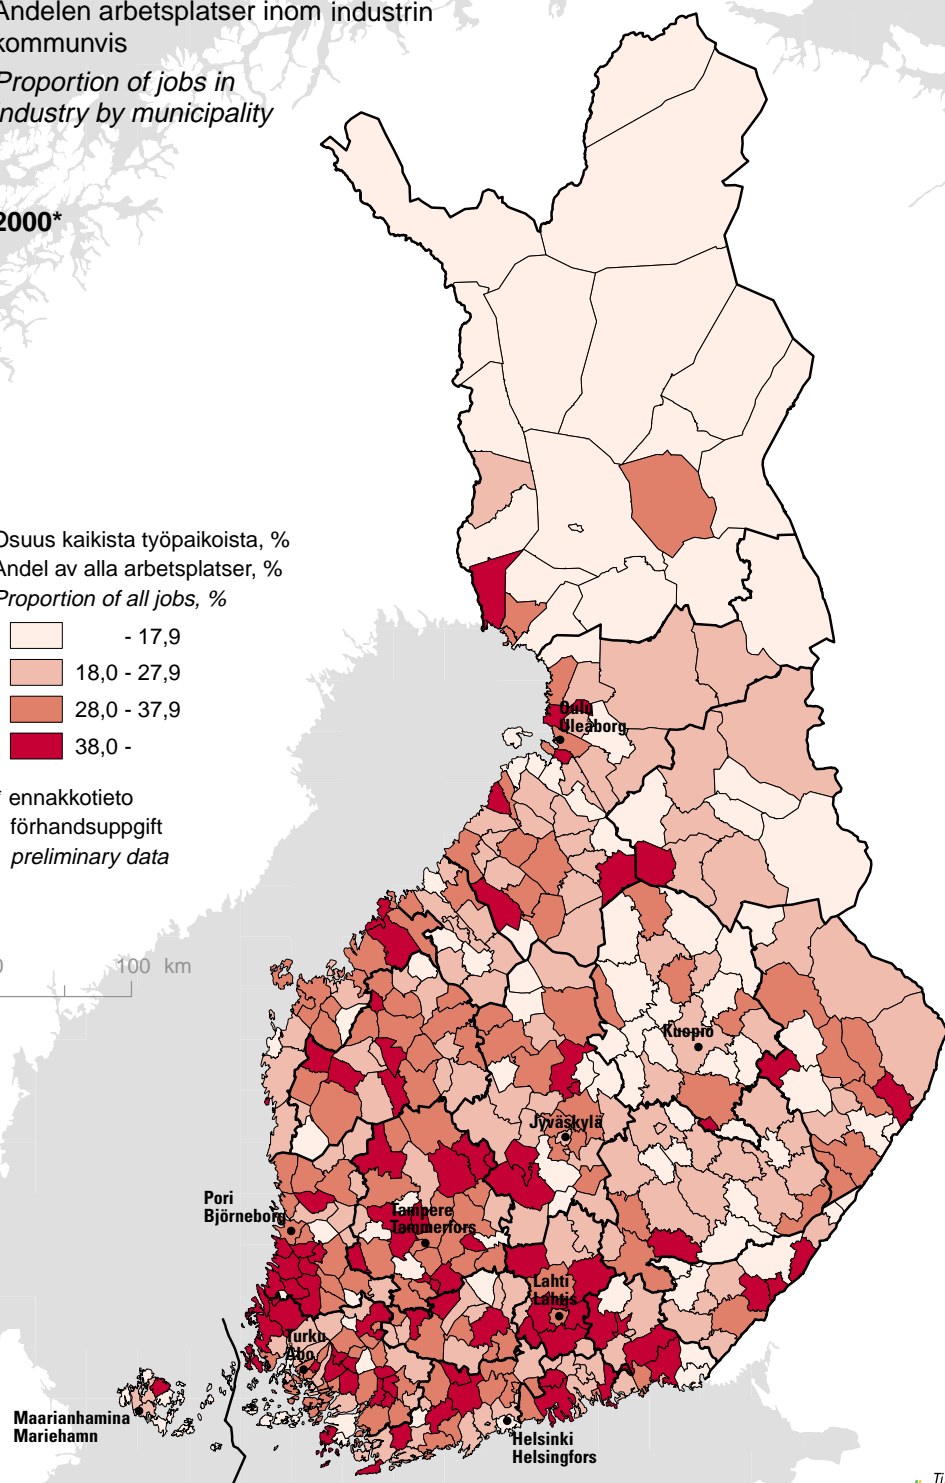 Andelen arbetsplatser inom industrin
kommunvis
Proportion of jobs in
industry by municipality
2000*
Osuus kaikista työpaikoista, %
Andel av alla arbetsplatser, %
Proportion of all jobs, %
- 17,9
18,0 - 27,9
28,0 - 37,9
38,0 -
* ennakkotieto
förhandsuppgift
preliminary data
0 100 km
Oulu
Uleåborg
Kuopio
Jyväskylä
Pori
Björneborg
Tampere
Tammerfors
Lahti
Lahtis
Turku
Åbo
Maarianhamina
Mariehamn
Helsinki
Helsingfors